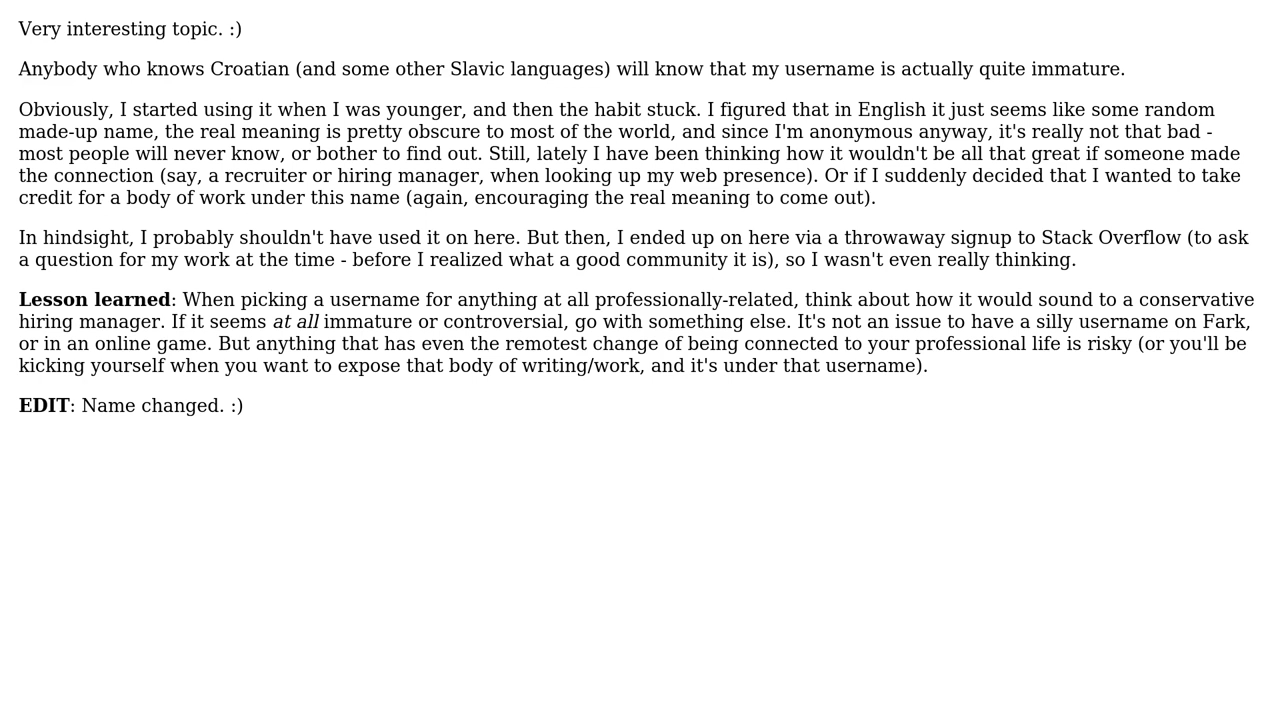 Very interesting topic. :)
Anybody who knows Croatian (and some other Slavic languages) will know that my username is actually quite immature.
Obviously, I started using it when I was younger, and then the habit stuck. I figured that in English it just seems like some random
made-up name, the real meaning is pretty obscure to most of the world, and since I'm anonymous anyway, it's really not that bad -
most people will never know, or bother to find out. Still, lately I have been thinking how it wouldn't be all that great if someone made
the connection (say, a recruiter or hiring manager, when looking up my web presence). Or if I suddenly decided that I wanted to take
credit for a body of work under this name (again, encouraging the real meaning to come out).
In hindsight, I probably shouldn't have used it on here. But then, I ended up on here via a throwaway signup to Stack Overflow (to ask
a question for my work at the time - before I realized what a good community it is), so I wasn't even really thinking.
Lesson learned: When picking a username for anything at all professionally-related, think about how it would sound to a conservative
hiring manager. If it seems at all immature or controversial, go with something else. It's not an issue to have a silly username on Fark,
or in an online game. But anything that has even the remotest change of being connected to your professional life is risky (or you'll be
kicking yourself when you want to expose that body of writing/work, and it's under that username).
EDIT: Name changed. :)